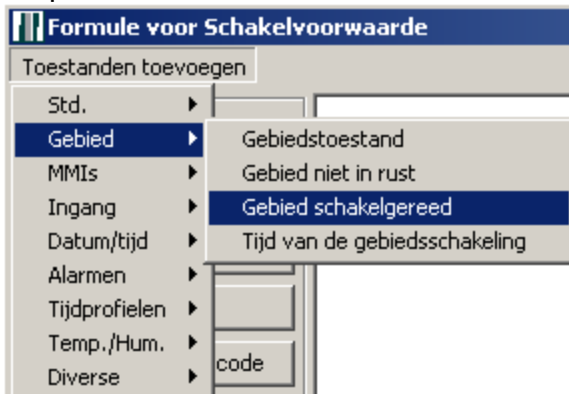 Formule voor Schakelvoorwaarde
Toestanden toevoegen
Std.
Gebied
MMIs
Ingang
Datum/tijd
Alarmen
Tijdprofielen
Temp./Hum.
Diverse
Gebiedstoestand
Gebied niet in rust
Gebied schakelgereed
Tijd van de gebiedsschakeling
code